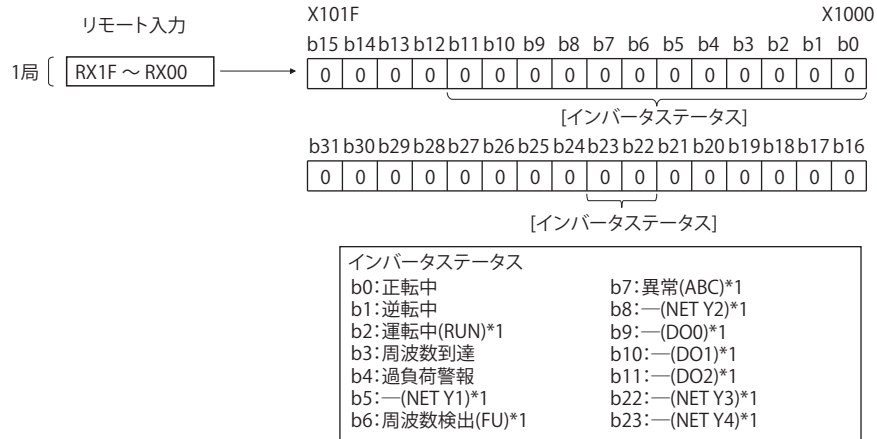 リモート入力
X101F X1000
b15 b14 b13 b12 b11 b10 b9 b8 b7 b6 b5 b4 b3 b2 b1 b0
1局 RX1F ~ RX00 0 0 0 0 0 0 0 0 0 0 0 0 0 0 0 0
[インバータステータス]
b31 b30 b29 b28 b27 b26 b25 b24 b23 b22 b21 b20 b19 b18 b17 b16
0 0 0 0 0 0 0 0 0 0 0 0 0 0 0 0
[インバータステータス]
インバータステータス
b0:正転中
b1:逆転中
b2:運転中(RUN)*1
b3:周波数到達
b4:過負荷警報
b5:―(NET Y1)*1
b6:周波数検出(FU)*1
b7:異常(ABC)*1
b8:―(NET Y2)*1
b9:―(DO0)*1
b10:―(DO1)*1
b11:―(DO2)*1
b22:―(NET Y3)*1
b23:―(NET Y4)*1